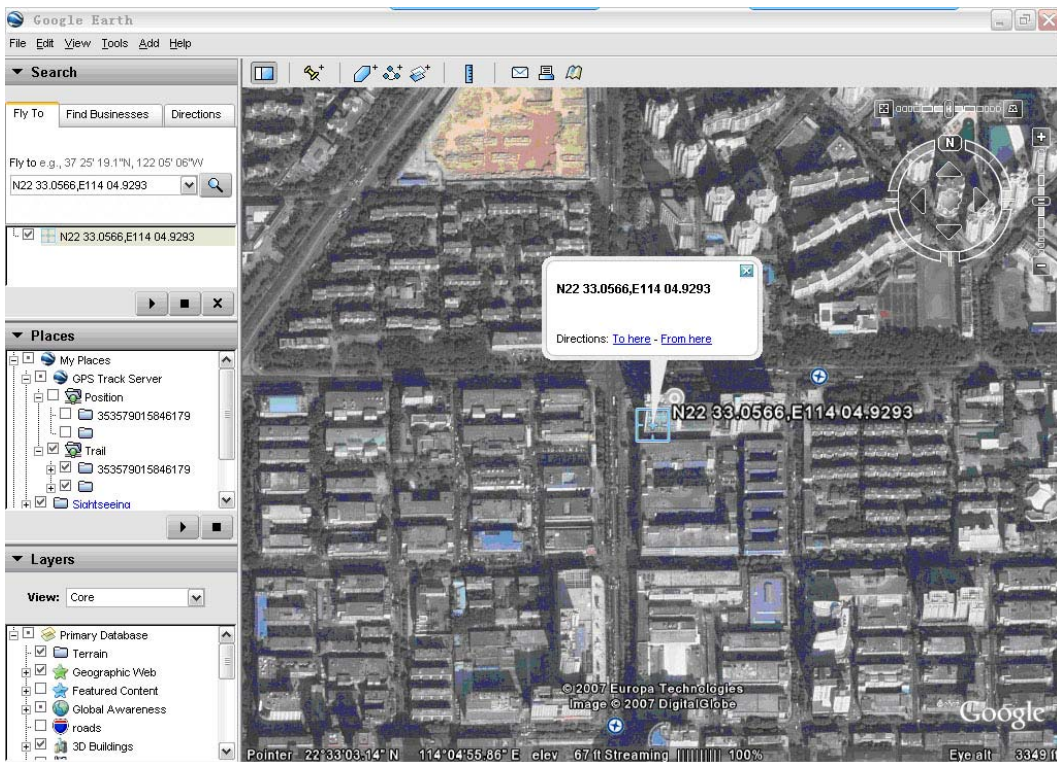 Google Earth
File Edit View Tools Add Help
Search
Fly To Find Businesses Directions
Fly to e.g., 37 25' 19.1"N, 122 05' 06"W
N22 33.0566,E114 04.9293
N22 33.0566,E114 04.9293
Places
My Places
GPS Track Server
Position
353579015846179
Trail
353579015846179
Sightseeing
Layers
View: Core
Primary Database
Terrain
Geographic Web
Featured Content
Global Awareness
roads
3D Buildings
N
N22 33.0566,E114 04.9293
Directions: To here - From here
N22 33.0566,E114 04.9293
© 2007 Europa Technologies
Image © 2007 DigitalGlobe
Google
Pointer 22°33'03.14" N 114°04'55.86" E elev 67 ft Streaming 100% Eye alt 3349 ft